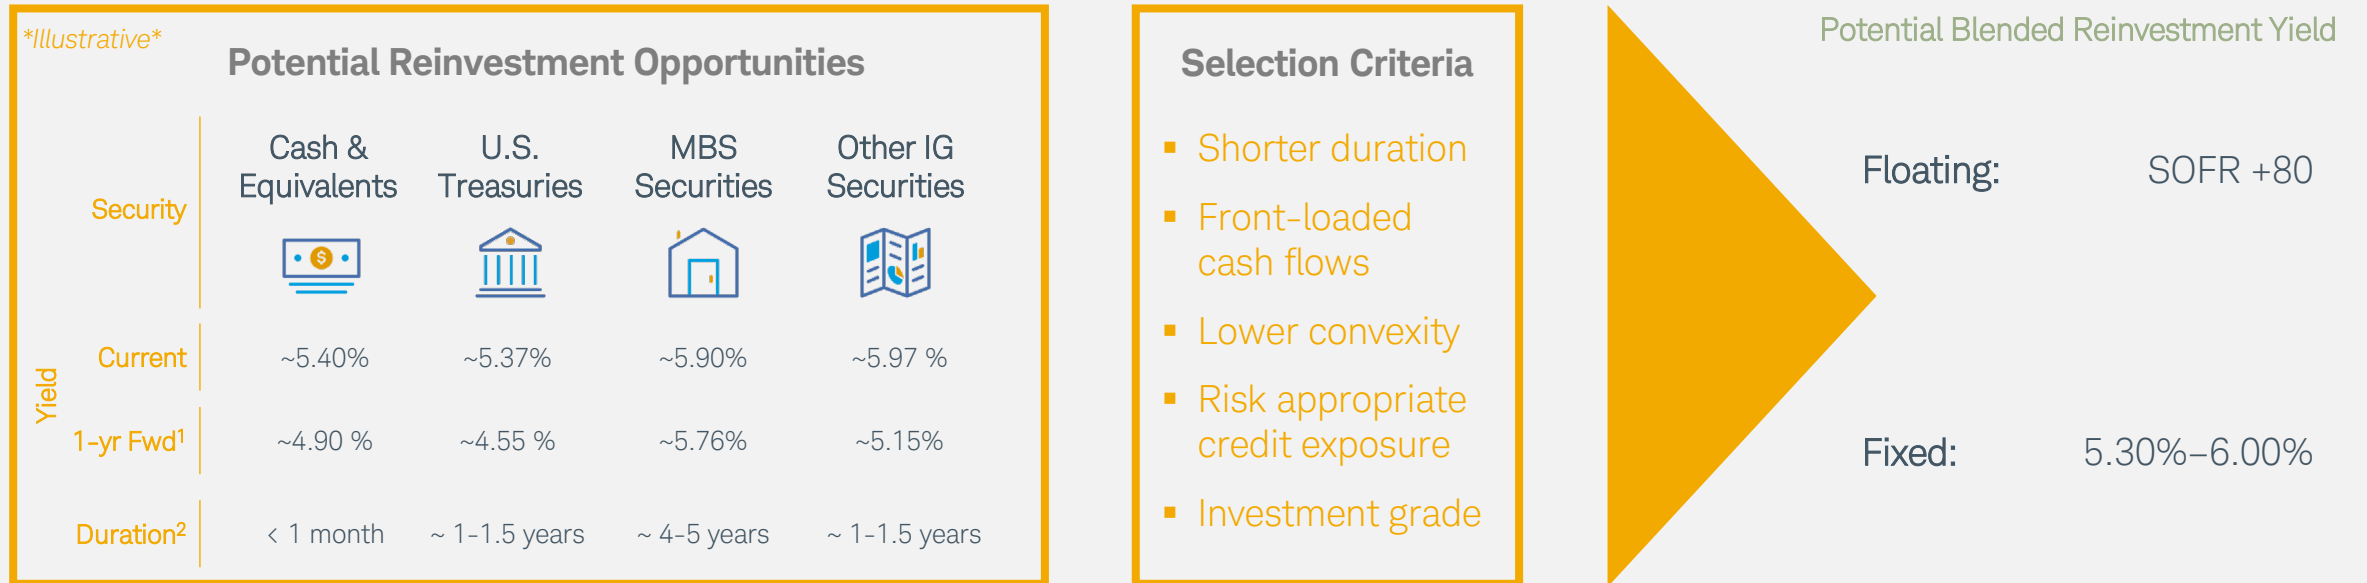 *Illustrative*
Potential Reinvestment Opportunities
Security
Cash &
Equivalents
U.S.
Treasuries
MBS
Securities
Other IG
Securities
$
Yield
Current
~5.40%
~5.37%
~5.90%
~5.97 %
1-yr Fwd¹
~4.90 %
~4.55 %
~5.76%
~5.15%
Duration²
< 1 month
~ 1-1.5 years
~ 4-5 years
~ 1-1.5 years
Selection Criteria
▪ Shorter duration
▪ Front-loaded
cash flows
▪ Lower convexity
▪ Risk appropriate
credit exposure
▪ Investment grade
Potential Blended Reinvestment Yield
Floating: SOFR +80
Fixed: 5.30%–6.00%